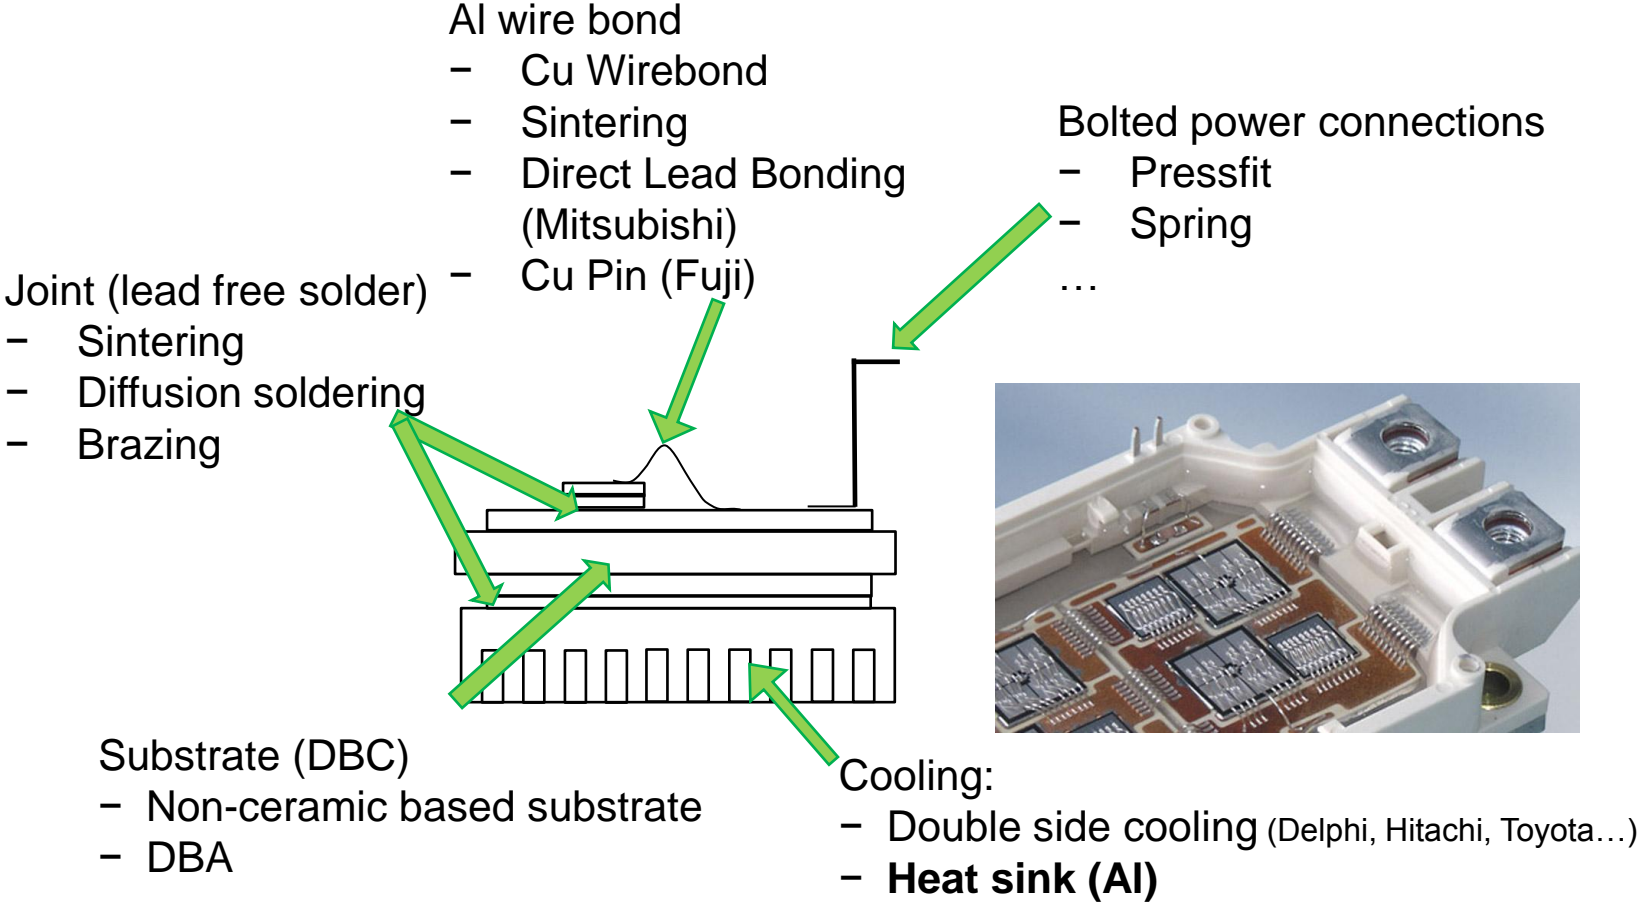 Al wire bond
− Cu Wirebond
− Sintering
− Direct Lead Bonding
(Mitsubishi)
− Cu Pin (Fuji)
Bolted power connections
− Pressfit
− Spring
…
Joint (lead free solder)
− Sintering
− Diffusion soldering
− Brazing
Substrate (DBC)
− Non-ceramic based substrate
− DBA
Cooling:
− Double side cooling (Delphi, Hitachi, Toyota…)
− Heat sink (Al)